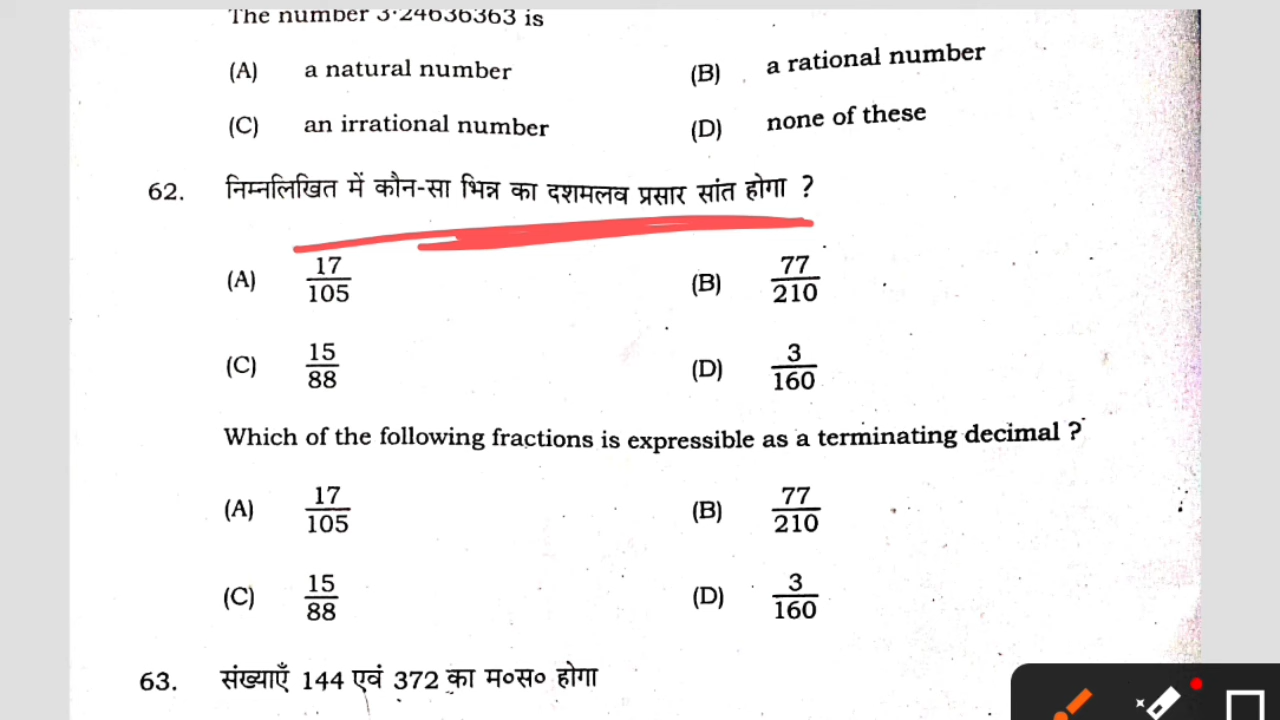 The number 3·24636363 is
(A) a natural number (B) a rational number
(C) an irrational number (D) none of these
62. निम्नलिखित में कौन-सा भिन्न का दशमलव प्रसार सांत होगा ?
(A) 17/105 (B) 77/210
(C) 15/88 (D) 3/160
Which of the following fractions is expressible as a terminating decimal ?
(A) 17/105 (B) 77/210
(C) 15/88 (D) 3/160
63. संख्याएँ 144 एवं 372 का म०स० होगा